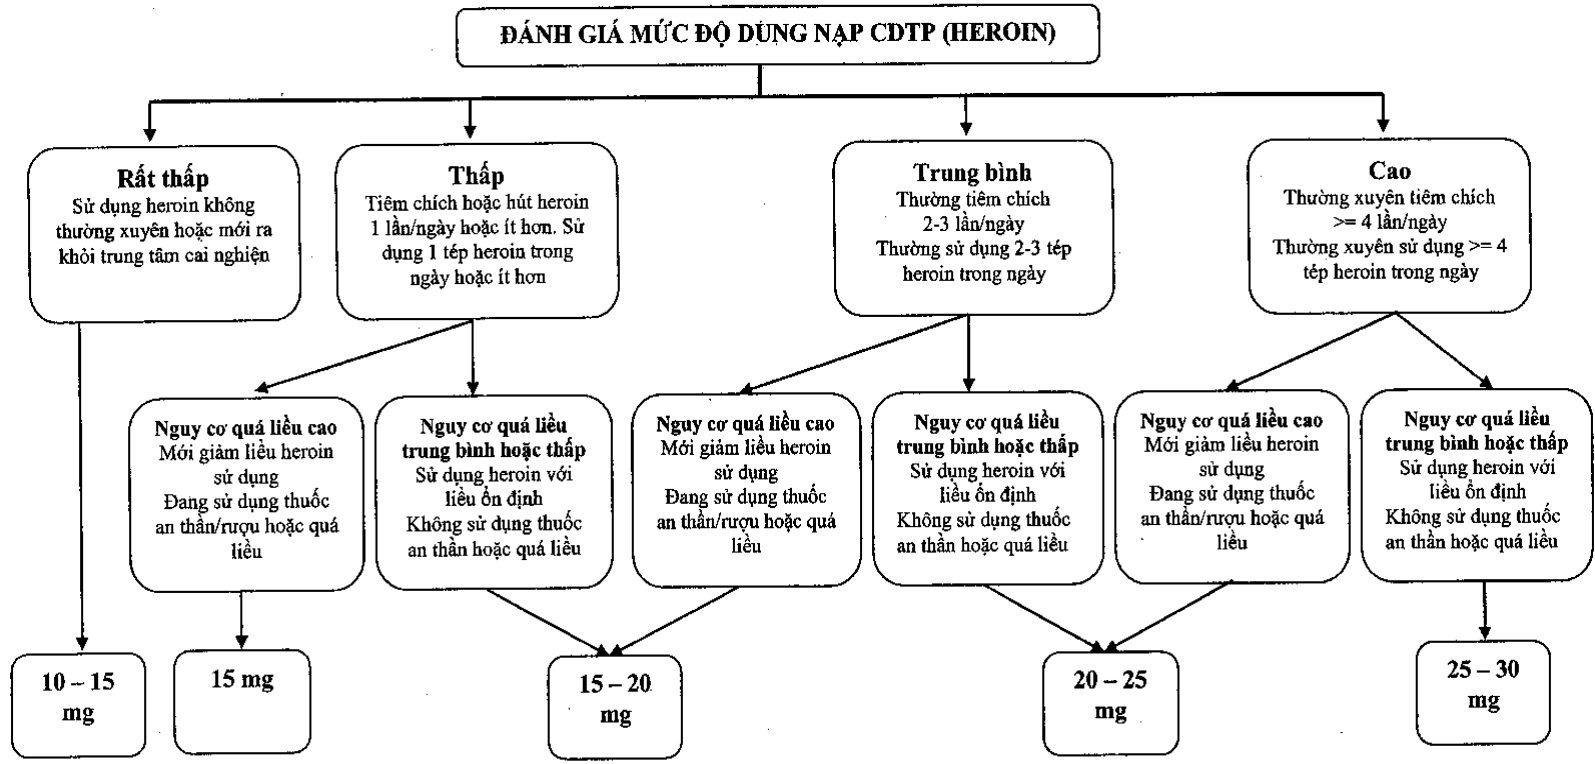 ĐÁNH GIÁ MỨC ĐỘ DUNG NẠP CDTP (HEROIN)
Rất thấp
Sử dụng heroin không
thường xuyên hoặc mới ra
khỏi trung tâm cai nghiện
Thấp
Tiêm chích hoặc hút heroin
1 lần/ngày hoặc ít hơn. Sử
dụng 1 tép heroin trong
ngày hoặc ít hơn
Trung bình
Thường tiêm chích
2-3 lần/ngày
Thường sử dụng 2-3 tép
heroin trong ngày
Cao
Thường xuyên tiêm chích
>= 4 lần/ngày
Thường xuyên sử dụng >= 4
tép heroin trong ngày
Nguy cơ quá liều cao
Mới giảm liều heroin
sử dụng
Đang sử dụng thuốc
an thần/rượu hoặc quá
liều
Nguy cơ quá liều
trung bình hoặc thấp
Sử dụng heroin với
liều ổn định
Không sử dụng thuốc
an thần hoặc quá liều
Nguy cơ quá liều cao
Mới giảm liều heroin
sử dụng
Đang sử dụng thuốc
an thần/rượu hoặc quá
liều
Nguy cơ quá liều
trung bình hoặc thấp
Sử dụng heroin với
liều ổn định
Không sử dụng thuốc
an thần hoặc quá liều
Nguy cơ quá liều cao
Mới giảm liều heroin
sử dụng
Đang sử dụng thuốc
an thần/rượu hoặc quá
liều
Nguy cơ quá liều
trung bình hoặc thấp
Sử dụng heroin với
liều ổn định
Không sử dụng thuốc
an thần hoặc quá liều
10 – 15
mg
15 mg
15 – 20
mg
20 – 25
mg
25 – 30
mg